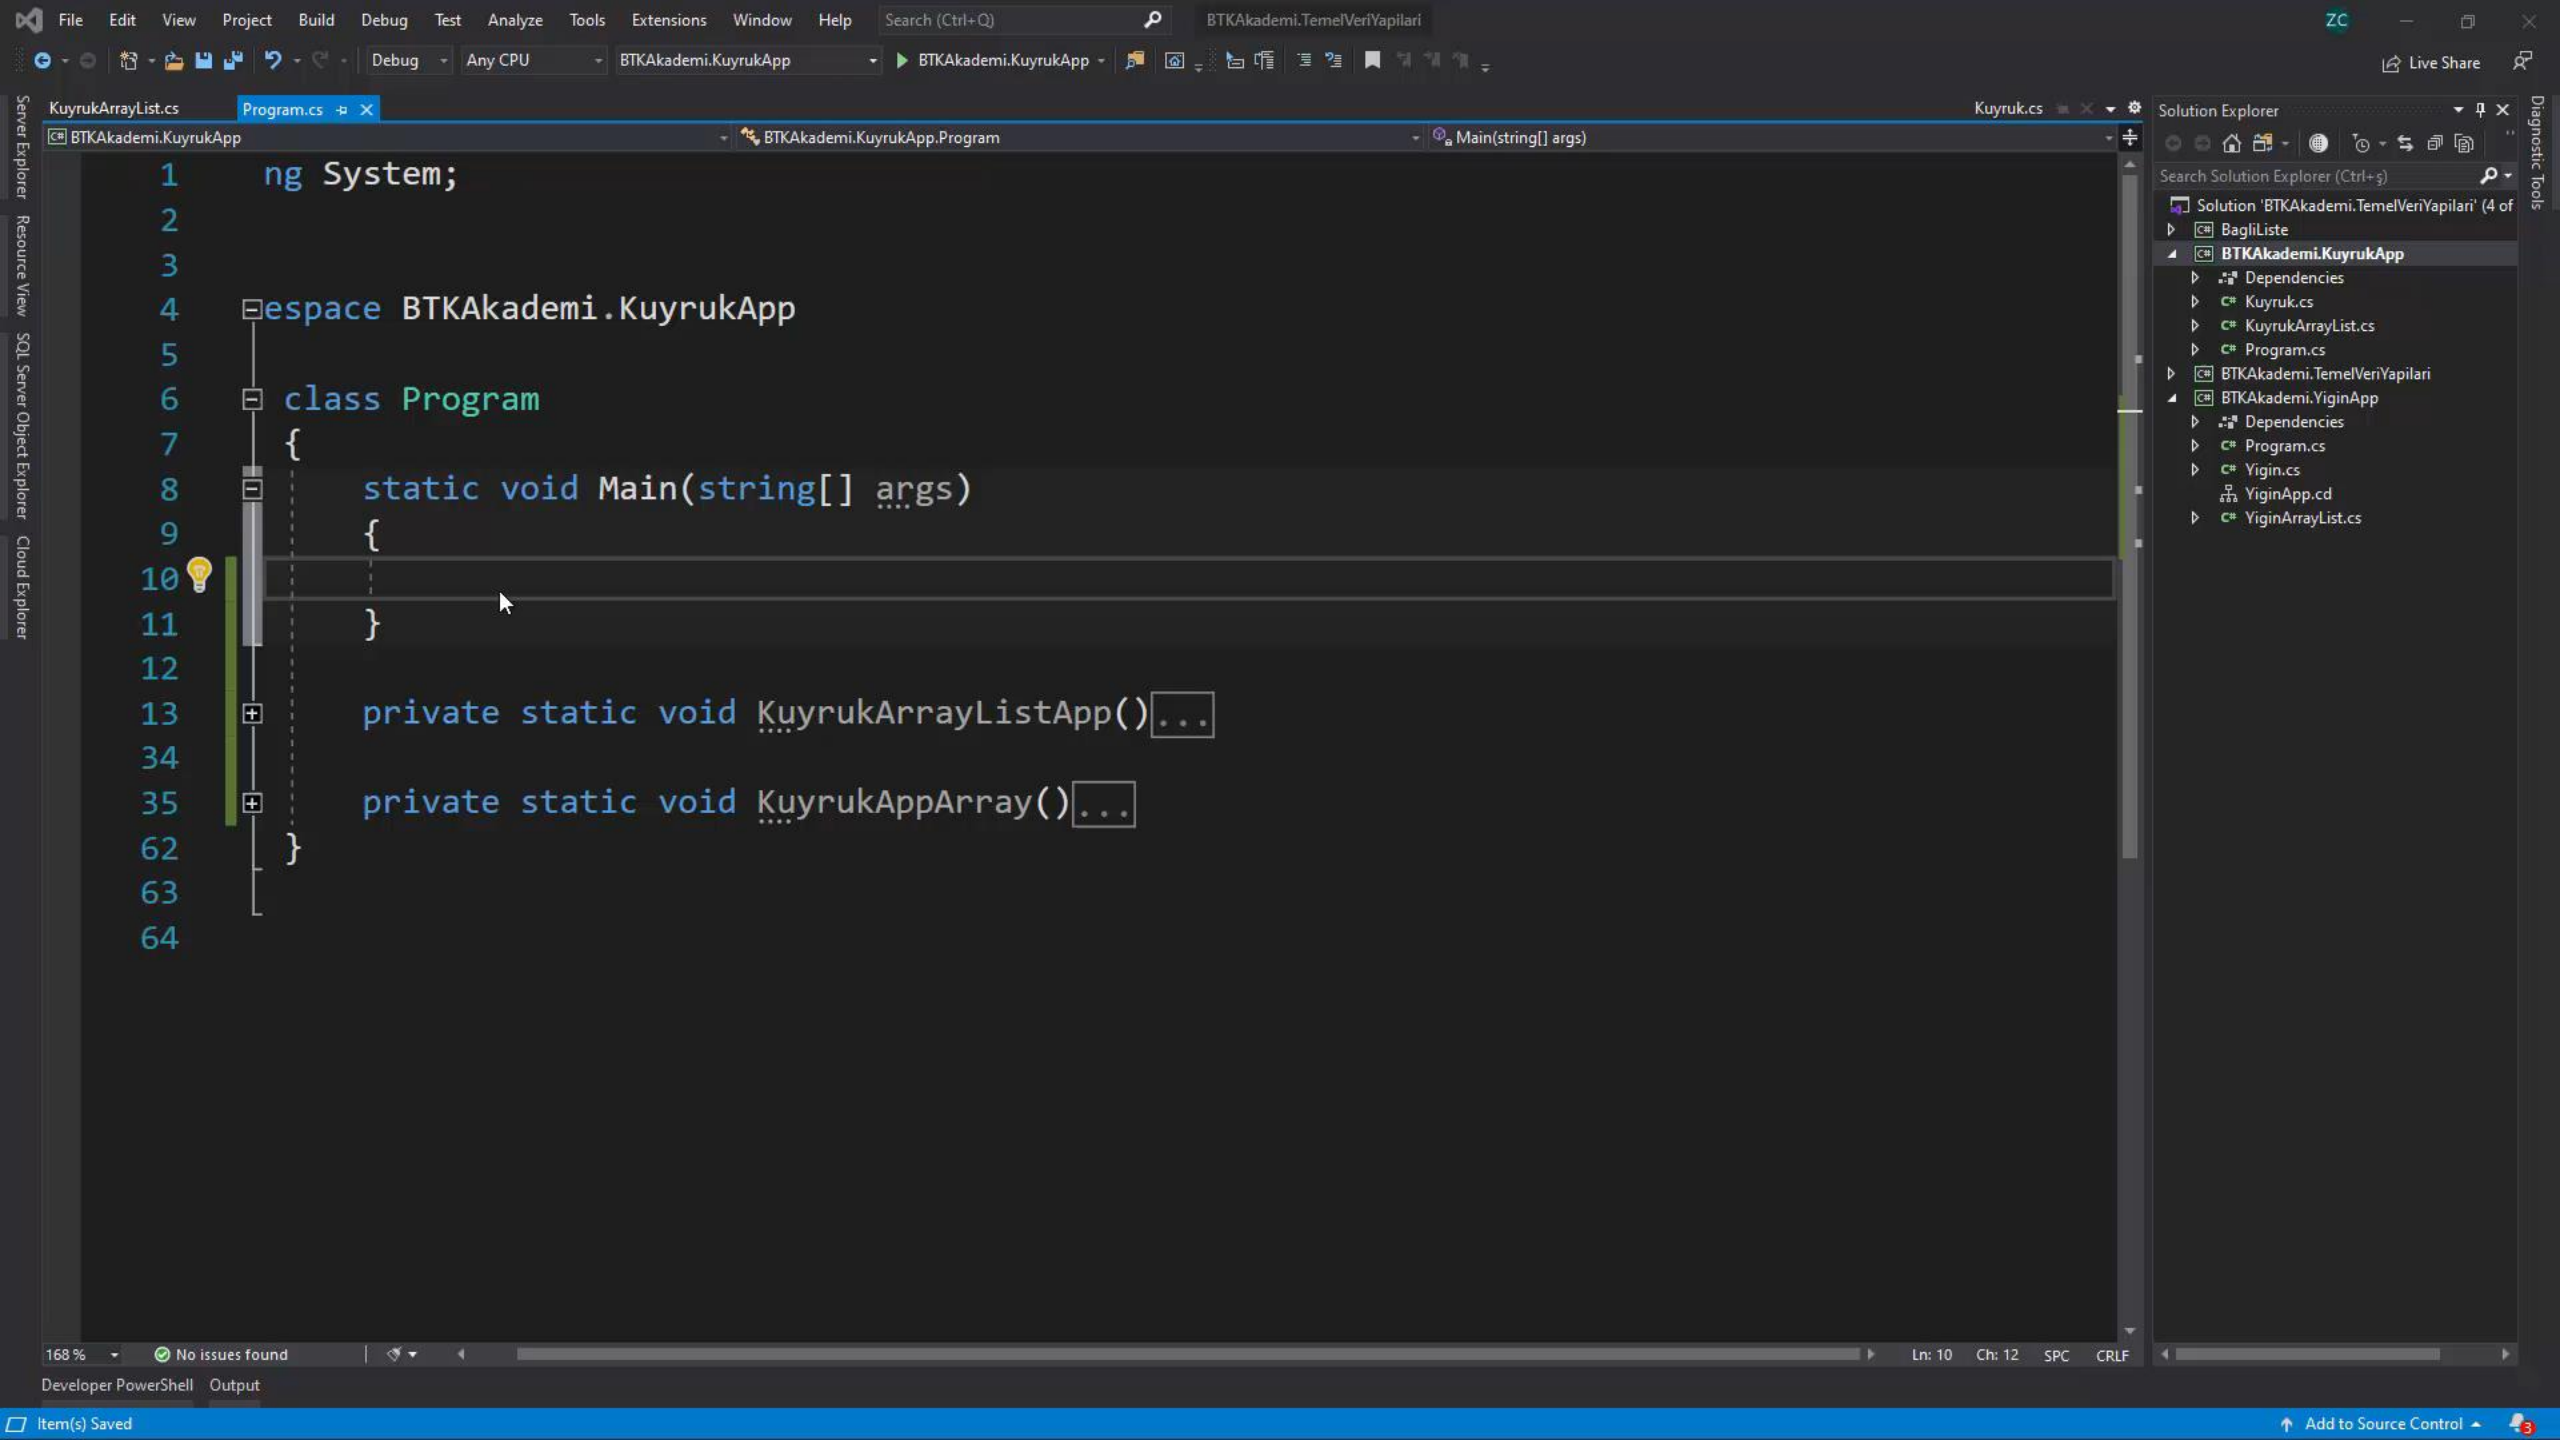 File Edit View Project Build Debug Test Analyze Tools Extensions Window Help Search (Ctrl+Q) BTKAkademi.TemelVeriYapilari ZC
Debug Any CPU BTKAkademi.KuyrukApp BTKAkademi.KuyrukApp Live Share
KuyrukArrayList.cs Program.cs Kuyruk.cs
BTKAkademi.KuyrukApp BTKAkademi.KuyrukApp.Program Main(string[] args)
Server Explorer
Resource View
SQL Server Object Explorer
Cloud Explorer
1 ng System;
2
3
4 espace BTKAkademi.KuyrukApp
5
6 class Program
7 {
8 static void Main(string[] args)
9 {
10
11 }
12
13 private static void KuyrukArrayListApp()...
34
35 private static void KuyrukAppArray()...
62 }
63
64
168 % No issues found Ln: 10 Ch: 12 SPC CRLF
Developer PowerShell Output
Item(s) Saved Add to Source Control 3
Solution Explorer
Search Solution Explorer (Ctrl+ş)
Solution 'BTKAkademi.TemelVeriYapilari' (4 of
BagliListe
BTKAkademi.KuyrukApp
Dependencies
C# Kuyruk.cs
C# KuyrukArrayList.cs
C# Program.cs
BTKAkademi.TemelVeriYapilari
BTKAkademi.YiginApp
Dependencies
C# Program.cs
C# Yigin.cs
YiginApp.cd
C# YiginArrayList.cs
Diagnostic Tools